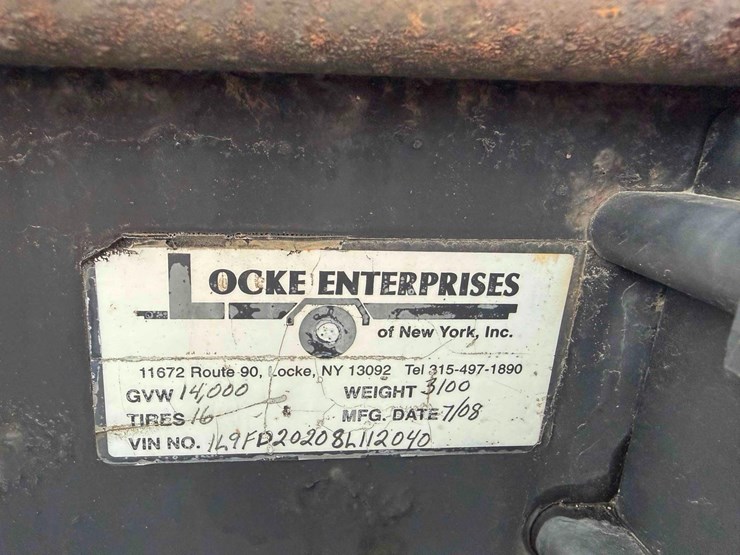 LOCKE ENTERPRISES
of New York, Inc.
11672 Route 90, Locke, NY 13092 Tel 315-497-1890
GVW 14,000 WEIGHT 3100
TIRES 16 MFG. DATE 7/08
VIN NO. 1L9FD20208L112040